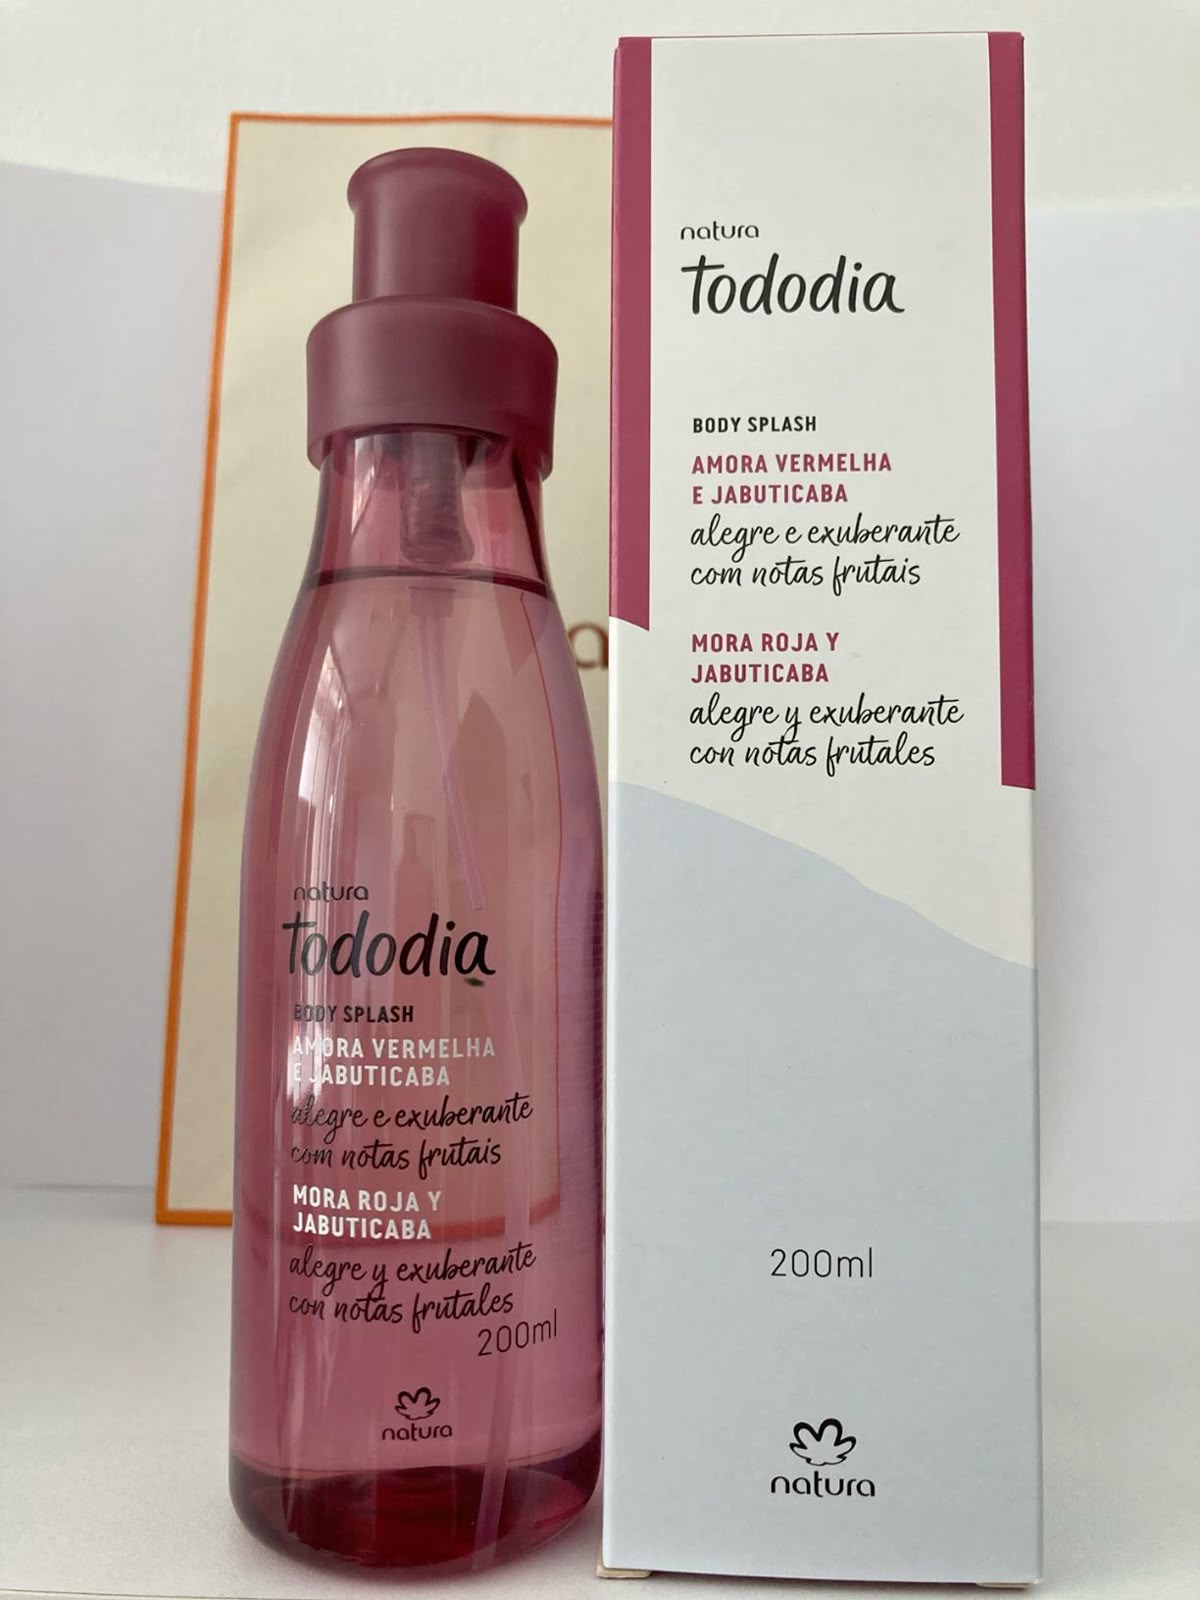 natura
Tododia
BODY SPLASH
AMORA VERMELHA
E JABUTICABA
alegre e exuberante
com notas frutais
MORA ROJA Y
JABUTICABA
alegre y exuberante
con notas frutales
200ml
natura
natura
Tododia
BODY SPLASH
AMORA VERMELHA
E JABUTICABA
alegre e exuberante
com notas frutais
MORA ROJA Y
JABUTICABA
alegre y exuberante
con notas frutales
200ml
natura